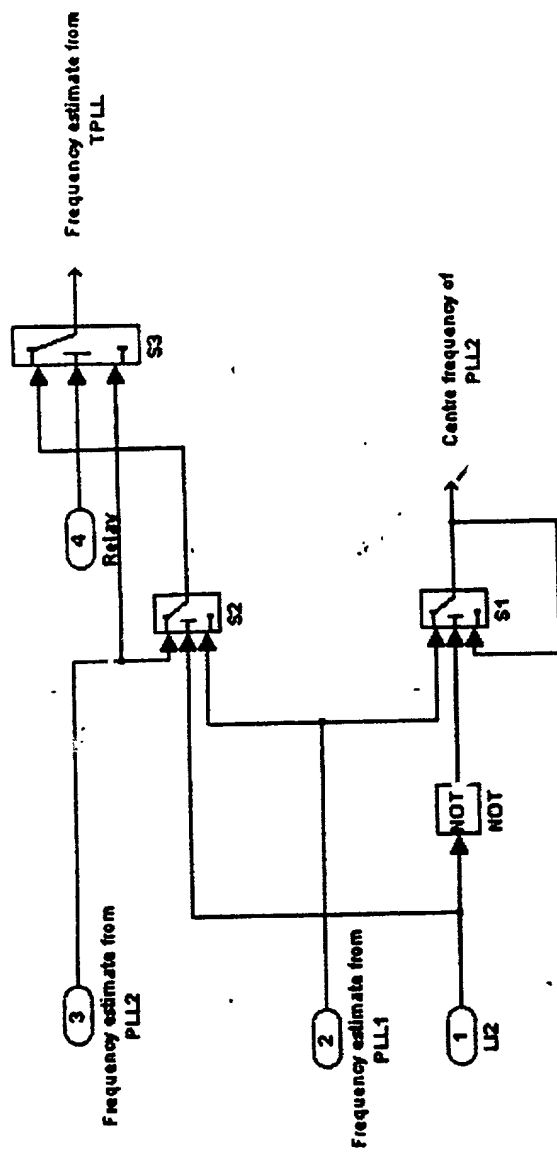 3
Frequency estimate from
PLL2
2
Frequency estimate from
PLL1
1
LI2
NOT
NOT
S2
S1
4
Relay
S3
Frequency estimate from
TPLL
Centre frequency of
PLL2